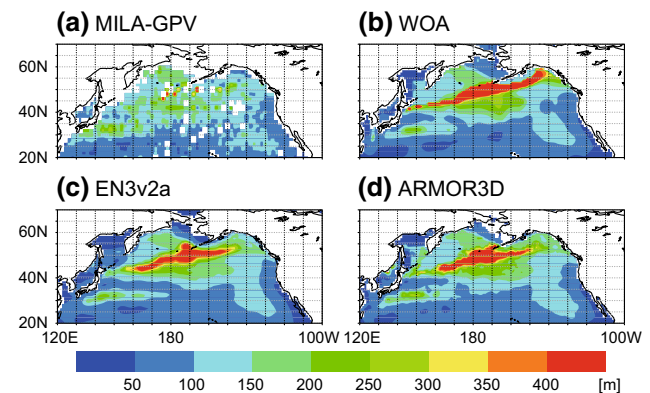 (a) MILA-GPV
(b) WOA
60N
40N
20N
(c) EN3v2a
(d) ARMOR3D
60N
40N
20N
120E 180 100W
120E 180 100W
50 100 150 200 250 300 350 400 [m]